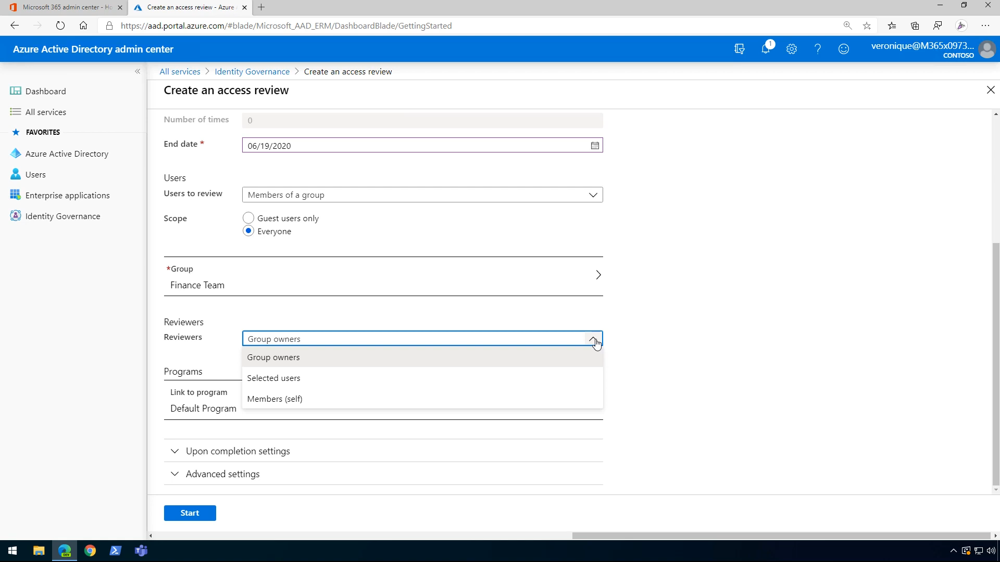 Microsoft 365 admin center - Ho
Create an access review - Azure
https://aad.portal.azure.com/#blade/Microsoft_AAD_ERM/DashboardBlade/GettingStarted
Azure Active Directory admin center
1
veronique@M365x0973...
CONTOSO
All services > Identity Governance > Create an access review
Create an access review
Dashboard
All services
FAVORITES
Azure Active Directory
Users
Enterprise applications
Identity Governance
Number of times 0
End date * 06/19/2020
Users
Users to review Members of a group
Scope Guest users only
Everyone
*Group
Finance Team
Reviewers
Reviewers Group owners
Group owners
Selected users
Members (self)
Programs
Link to program
Default Program
Upon completion settings
Advanced settings
Start
DEV